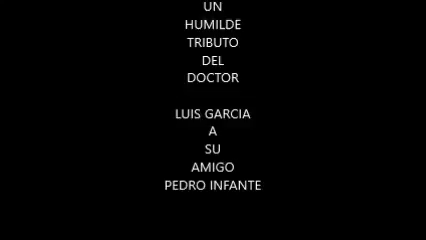 UN
HUMILDE
TRIBUTO
DEL
DOCTOR
LUIS GARCIA
A
SU
AMIGO
PEDRO INFANTE